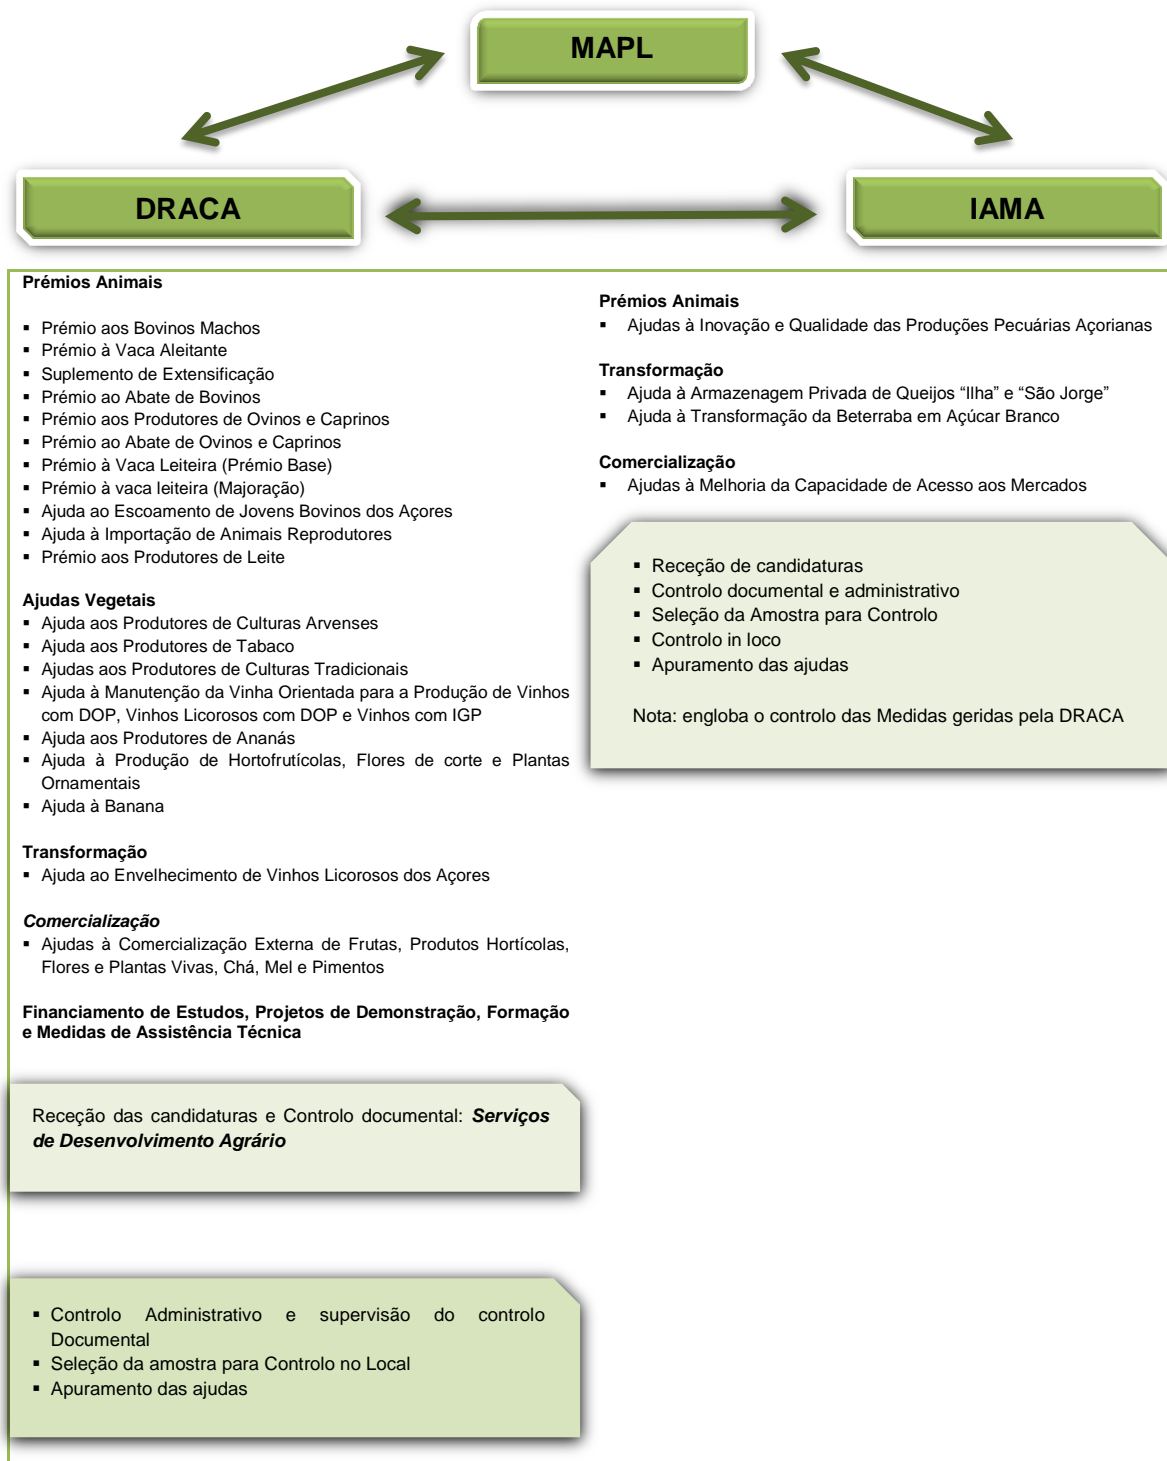 MAPL
DRACA
IAMA
Prémios Animais
▪ Prémio aos Bovinos Machos
▪ Prémio à Vaca Aleitante
▪ Suplemento de Extensificação
▪ Prémio ao Abate de Bovinos
▪ Prémio aos Produtores de Ovinos e Caprinos
▪ Prémio ao Abate de Ovinos e Caprinos
▪ Prémio à Vaca Leiteira (Prémio Base)
▪ Prémio à vaca leiteira (Majoração)
▪ Ajuda ao Escoamento de Jovens Bovinos dos Açores
▪ Ajuda à Importação de Animais Reprodutores
▪ Prémio aos Produtores de Leite
Ajudas Vegetais
▪ Ajuda aos Produtores de Culturas Arvenses
▪ Ajuda aos Produtores de Tabaco
▪ Ajudas aos Produtores de Culturas Tradicionais
▪ Ajuda à Manutenção da Vinha Orientada para a Produção de Vinhos
com DOP, Vinhos Licorosos com DOP e Vinhos com IGP
▪ Ajuda aos Produtores de Ananás
▪ Ajuda à Produção de Hortofrutícolas, Flores de corte e Plantas
Ornamentais
▪ Ajuda à Banana
Transformação
▪ Ajuda ao Envelhecimento de Vinhos Licorosos dos Açores
Comercialização
▪ Ajudas à Comercialização Externa de Frutas, Produtos Hortícolas,
Flores e Plantas Vivas, Chá, Mel e Pimentos
Financiamento de Estudos, Projetos de Demonstração, Formação
e Medidas de Assistência Técnica
Receção das candidaturas e Controlo documental: Serviços
de Desenvolvimento Agrário
▪ Controlo Administrativo e supervisão do controlo
Documental
▪ Seleção da amostra para Controlo no Local
▪ Apuramento das ajudas
Prémios Animais
▪ Ajudas à Inovação e Qualidade das Produções Pecuárias Açorianas
Transformação
▪ Ajuda à Armazenagem Privada de Queijos “Ilha” e “São Jorge”
▪ Ajuda à Transformação da Beterraba em Açúcar Branco
Comercialização
▪ Ajudas à Melhoria da Capacidade de Acesso aos Mercados
▪ Receção de candidaturas
▪ Controlo documental e administrativo
▪ Seleção da Amostra para Controlo
▪ Controlo in loco
▪ Apuramento das ajudas
Nota: engloba o controlo das Medidas geridas pela DRACA